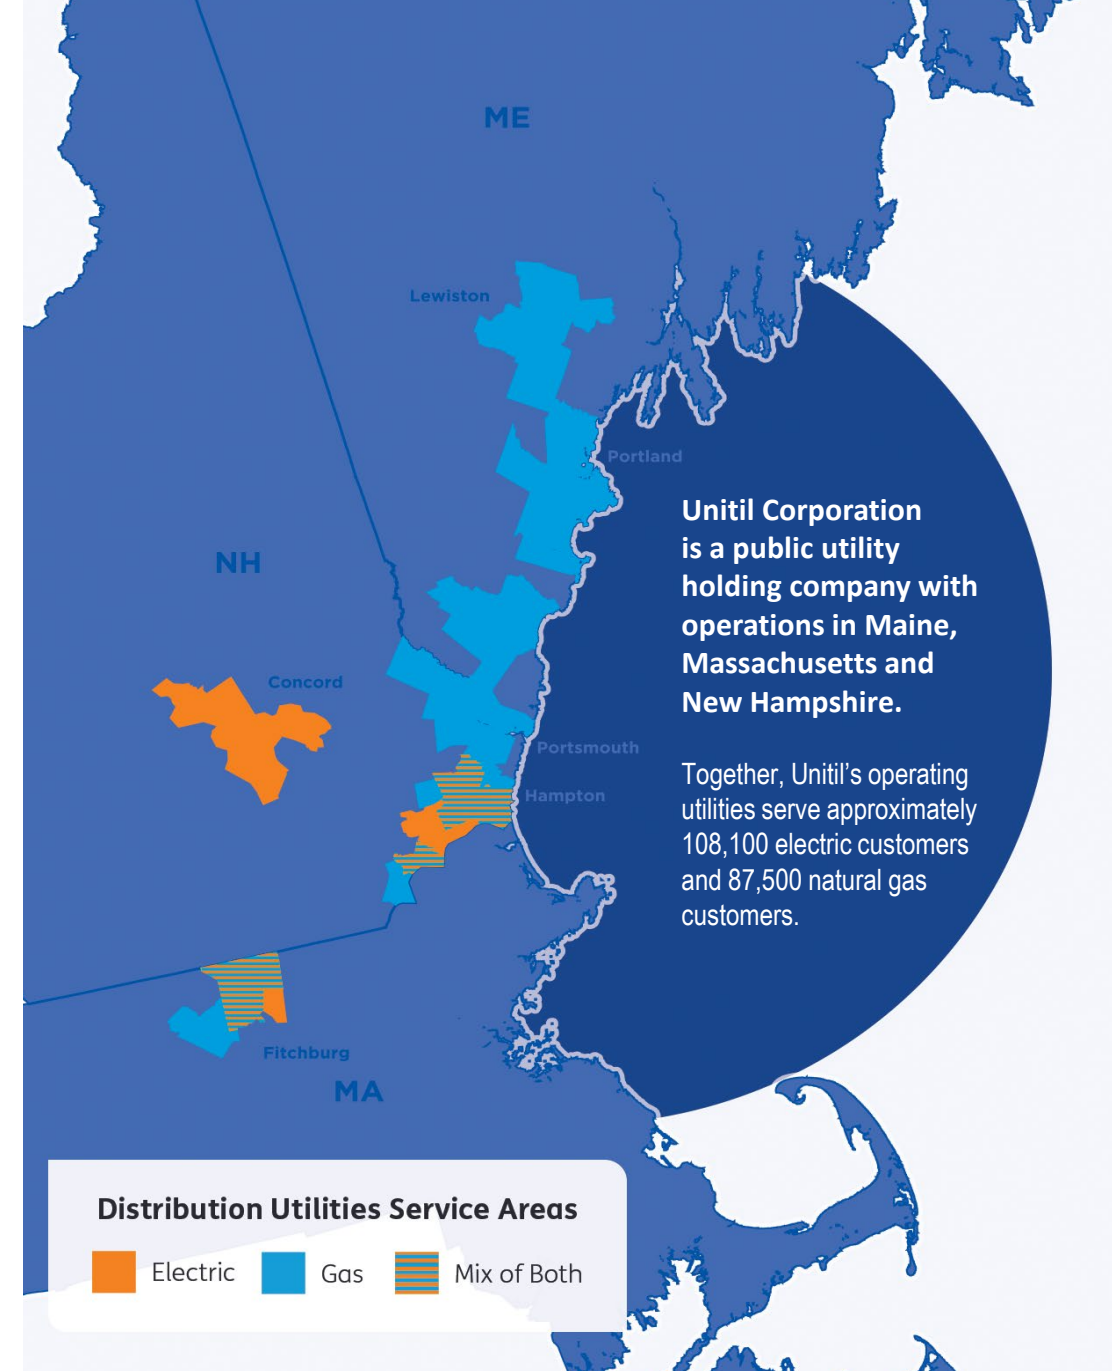 ME
Lewiston
Portland
Unitil Corporation
is a public utility
holding company with
operations in Maine,
Massachusetts and
New Hampshire.
NH
Concord
Portsmouth
Hampton
Together, Unitil’s operating
utilities serve approximately
108,100 electric customers
and 87,500 natural gas
customers.
Fitchburg
MA
Distribution Utilities Service Areas
Electric
Gas
Mix of Both